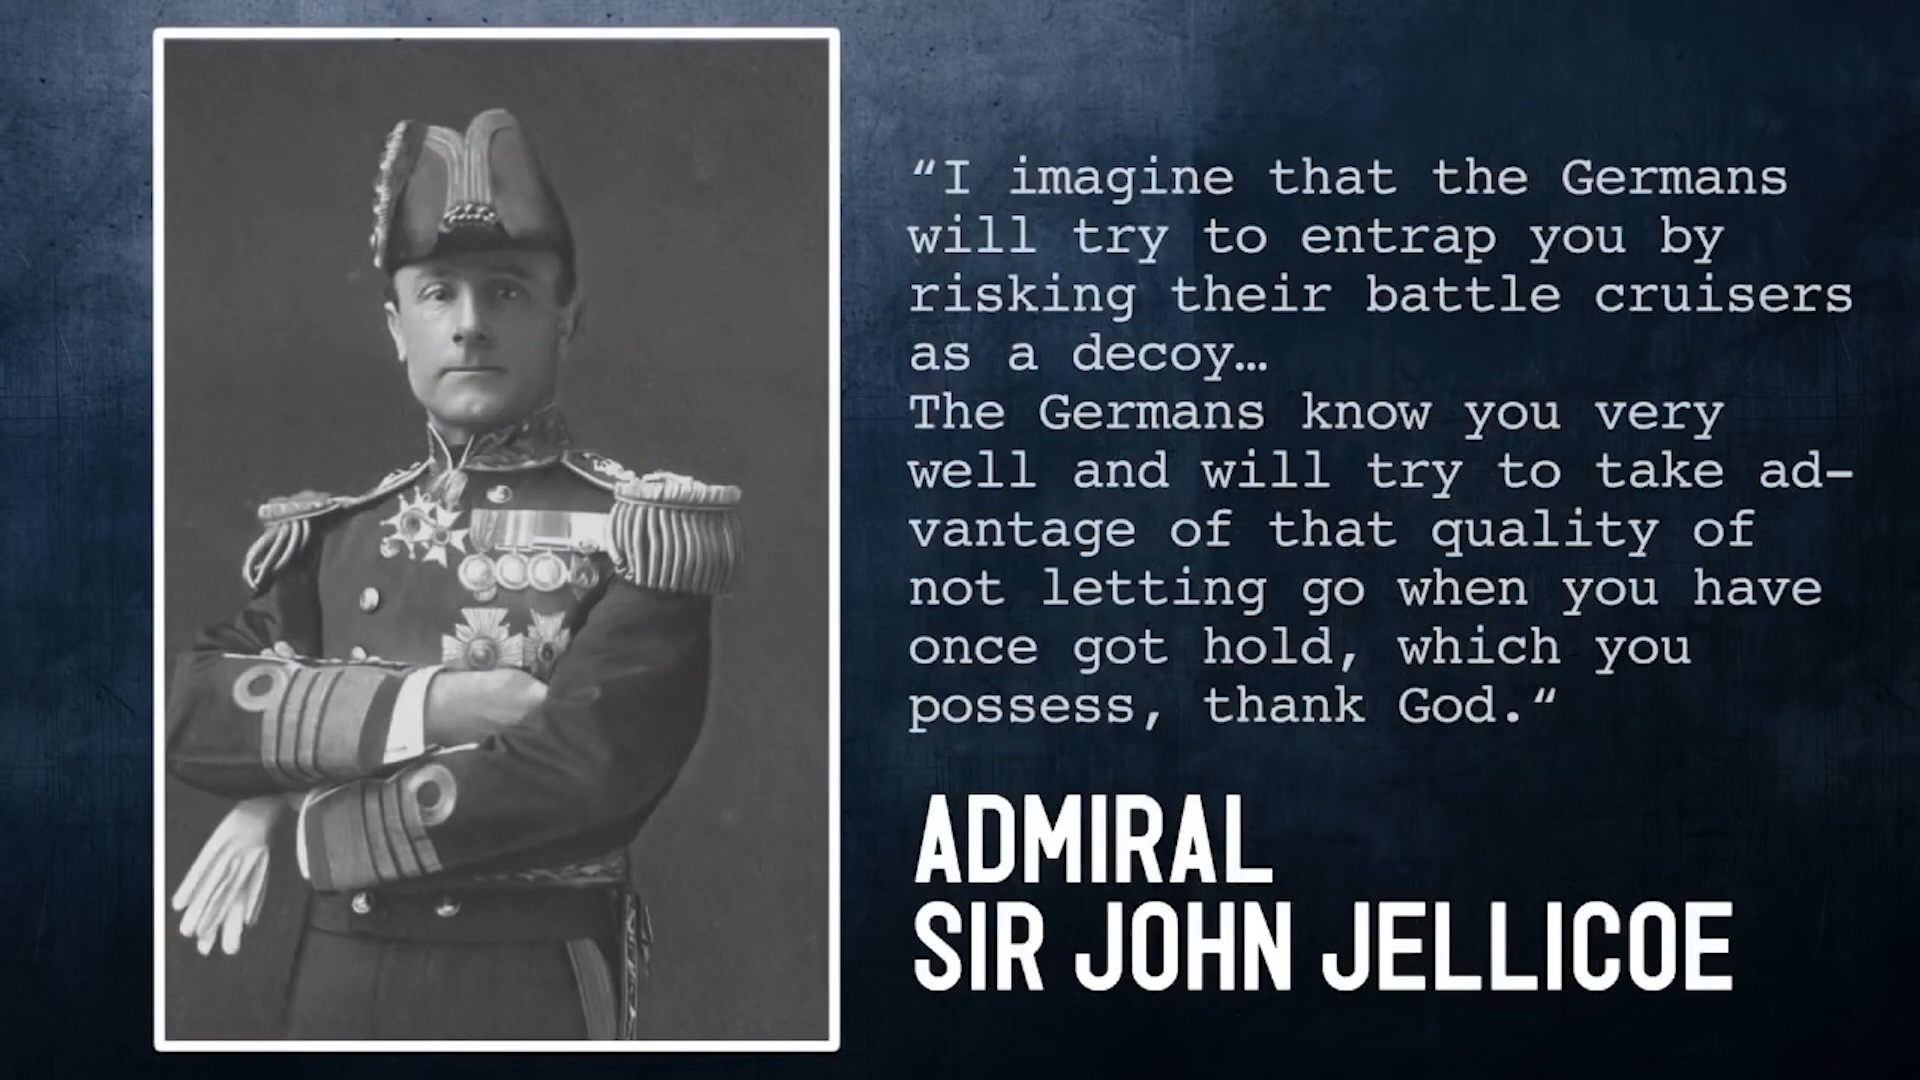 “I imagine that the Germans
will try to entrap you by
risking their battle cruisers
as a decoy…
The Germans know you very
well and will try to take ad-
vantage of that quality of
not letting go when you have
once got hold, which you
possess, thank God.“
ADMIRAL
SIR JOHN JELLICOE